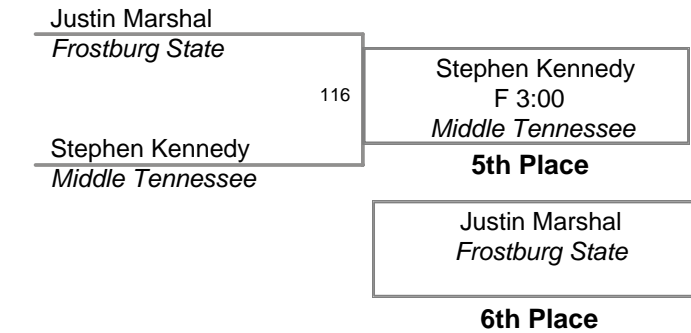 Justin Marshal
Frostburg State
116
Stephen Kennedy
Middle Tennessee
Stephen Kennedy
F 3:00
Middle Tennessee
5th Place
Justin Marshal
Frostburg State
6th Place